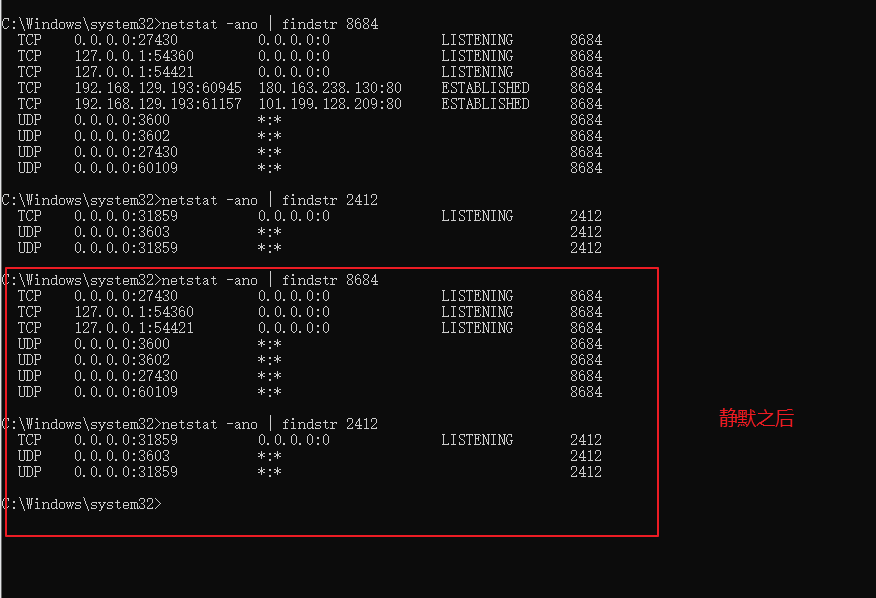 C:\Windows\system32>netstat -ano | findstr 8684
TCP 0.0.0.0:27430 0.0.0.0:0 LISTENING 8684
TCP 127.0.0.1:54360 0.0.0.0:0 LISTENING 8684
TCP 127.0.0.1:54421 0.0.0.0:0 LISTENING 8684
TCP 192.168.129.193:60945 180.163.238.130:80 ESTABLISHED 8684
TCP 192.168.129.193:61157 101.199.128.209:80 ESTABLISHED 8684
UDP 0.0.0.0:3600 *:* 8684
UDP 0.0.0.0:3602 *:* 8684
UDP 0.0.0.0:27430 *:* 8684
UDP 0.0.0.0:60109 *:* 8684
C:\Windows\system32>netstat -ano | findstr 2412
TCP 0.0.0.0:31859 0.0.0.0:0 LISTENING 2412
UDP 0.0.0.0:3603 *:* 2412
UDP 0.0.0.0:31859 *:* 2412
C:\Windows\system32>netstat -ano | findstr 8684
TCP 0.0.0.0:27430 0.0.0.0:0 LISTENING 8684
TCP 127.0.0.1:54360 0.0.0.0:0 LISTENING 8684
TCP 127.0.0.1:54421 0.0.0.0:0 LISTENING 8684
UDP 0.0.0.0:3600 *:* 8684
UDP 0.0.0.0:3602 *:* 8684
UDP 0.0.0.0:27430 *:* 8684
UDP 0.0.0.0:60109 *:* 8684
C:\Windows\system32>netstat -ano | findstr 2412
TCP 0.0.0.0:31859 0.0.0.0:0 LISTENING 2412
UDP 0.0.0.0:3603 *:* 2412
UDP 0.0.0.0:31859 *:* 2412
C:\Windows\system32>
静默之后